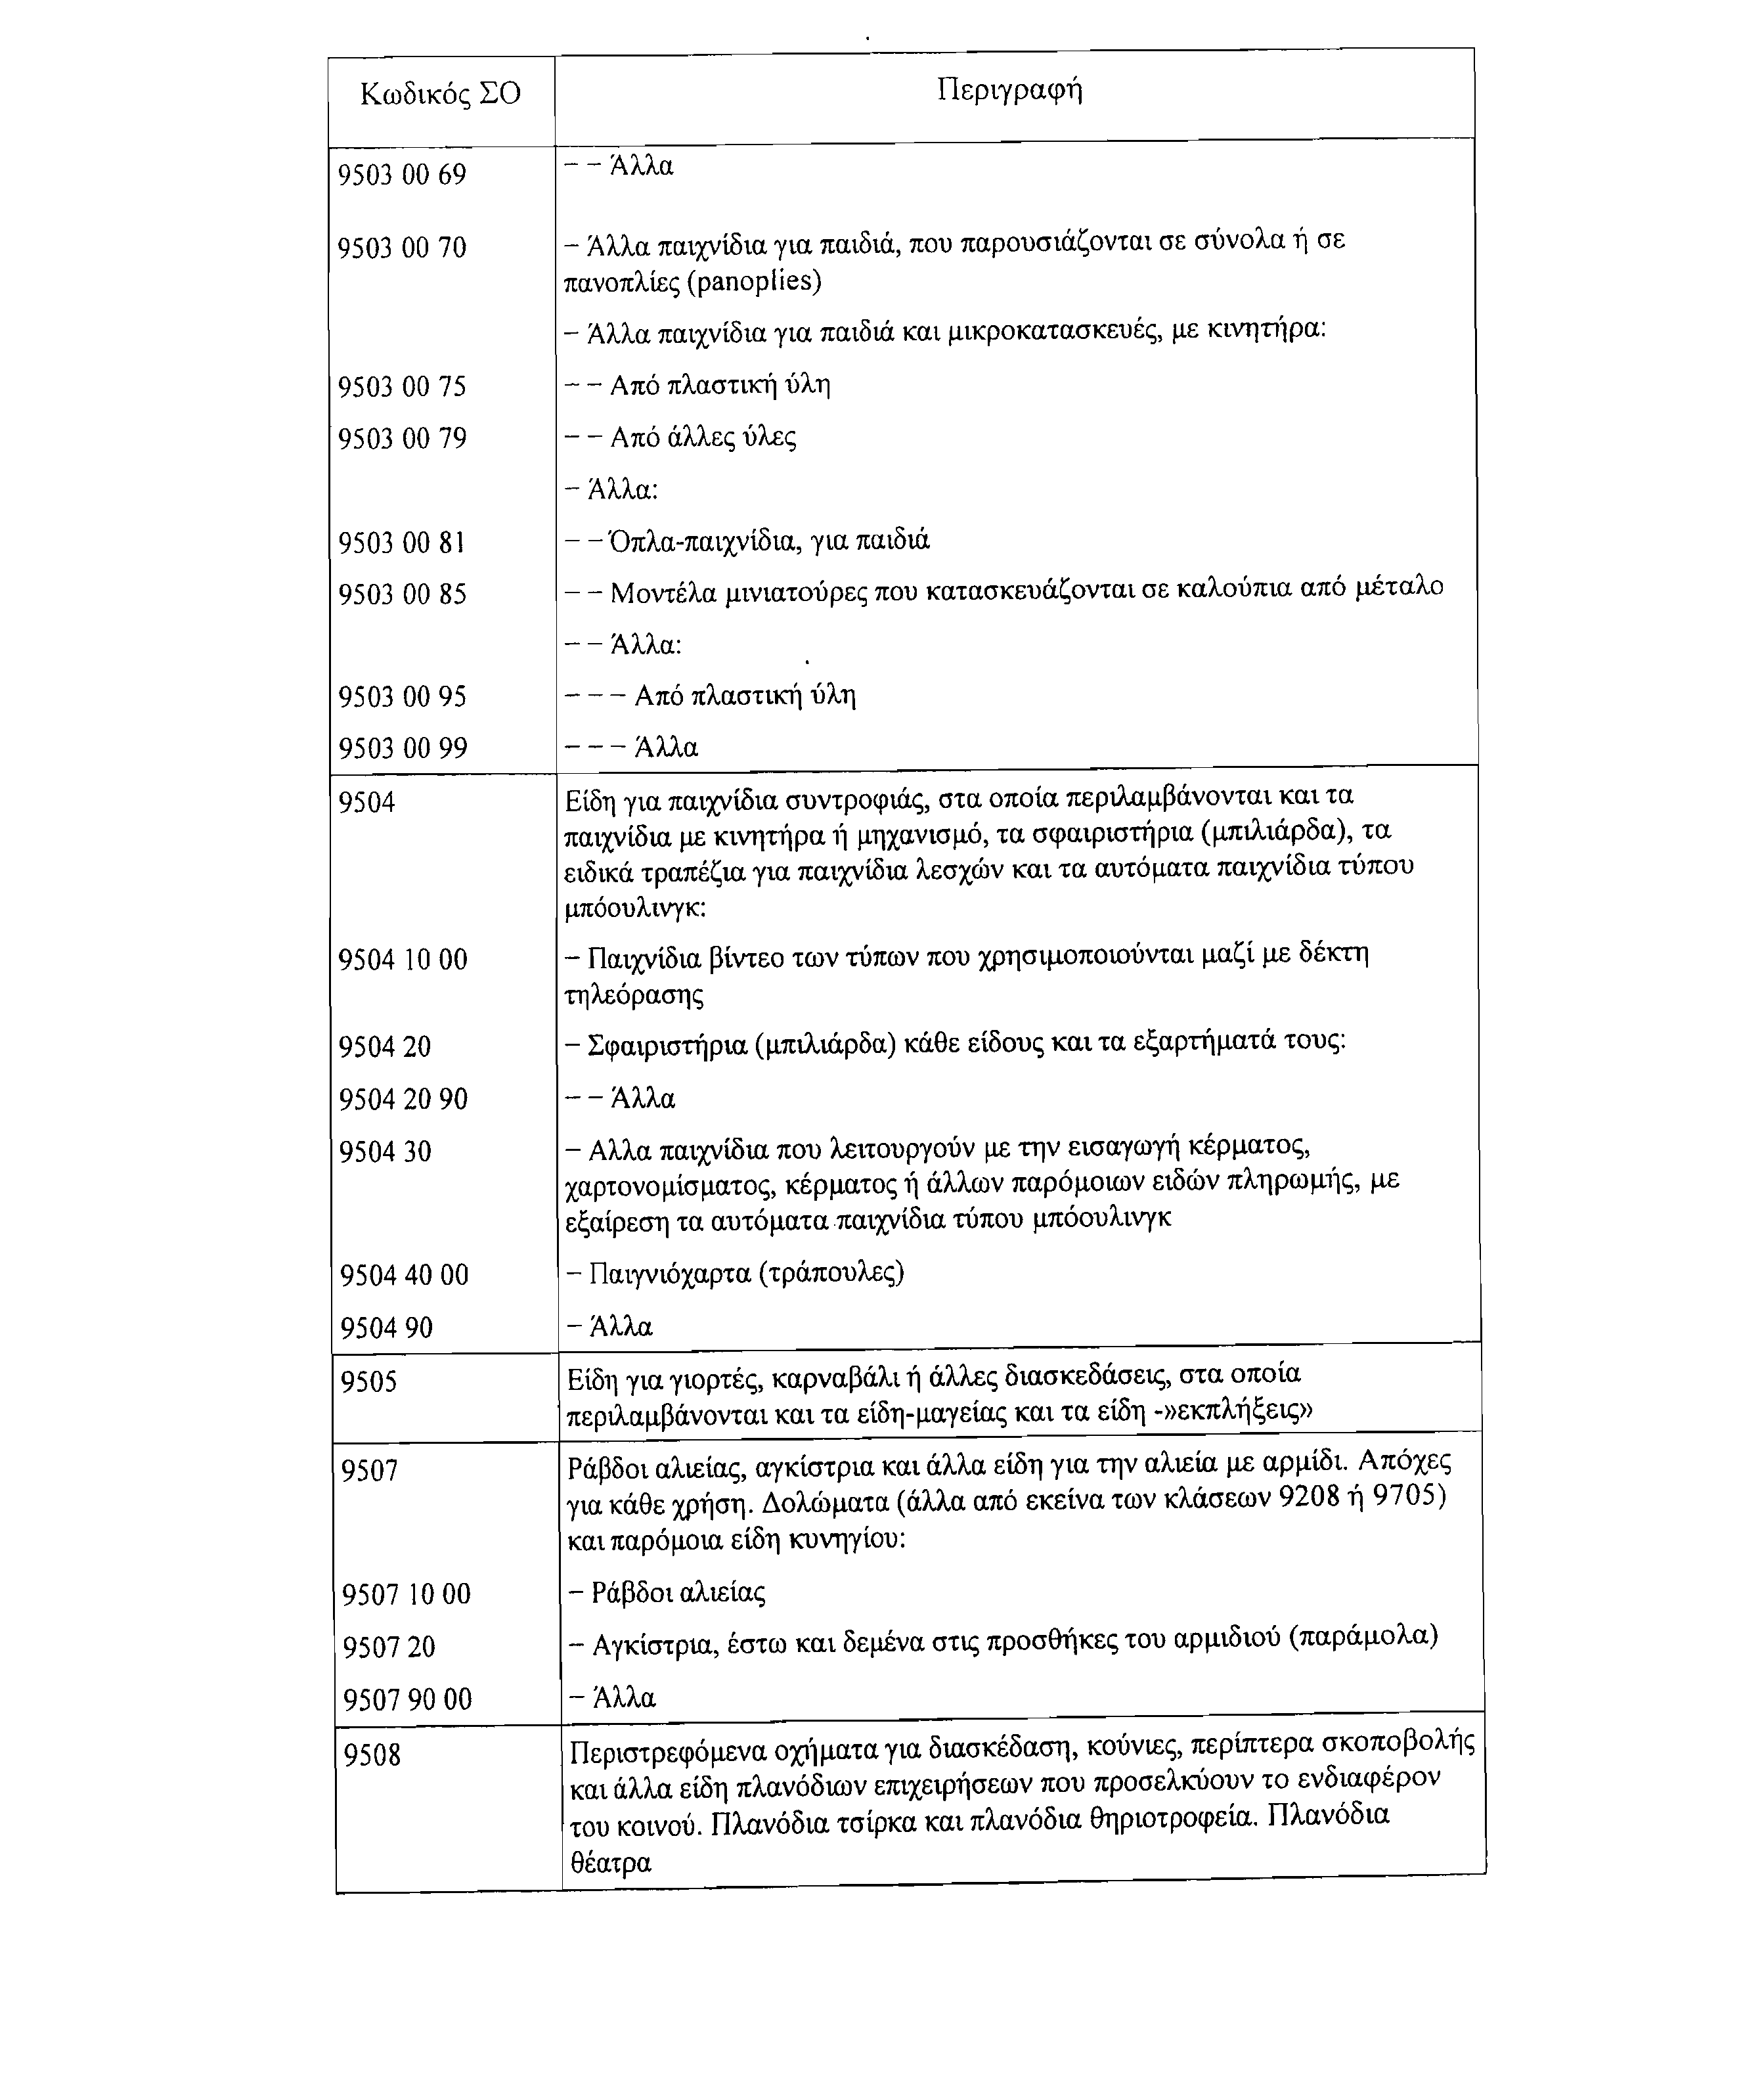 Κωδικός ΣΟ Περιγραφή
9503 00 69 – – Άλλα
9503 00 70 – Άλλα παιχνίδια για παιδιά, που παρουσιάζονται σε σύνολα ή σε
πανοπλίες (panoplies)
– Άλλα παιχνίδια για παιδιά και μικροκατασκευές, με κινητήρα:
9503 00 75 – – Από πλαστική ύλη
9503 00 79 – – Από άλλες ύλες
– Άλλα:
9503 00 81 – – Όπλα-παιχνίδια, για παιδιά
9503 00 85 – – Μοντέλα μινιατούρες που κατασκευάζονται σε καλούπια από μέταλο
– – Άλλα:
9503 00 95 – – – Από πλαστική ύλη
9503 00 99 – – – Άλλα
9504 Είδη για παιχνίδια συντροφιάς, στα οποία περιλαμβάνονται και τα
παιχνίδια με κινητήρα ή μηχανισμό, τα σφαιριστήρια (μπιλιάρδα), τα
ειδικά τραπέζια για παιχνίδια λεσχών και τα αυτόματα παιχνίδια τύπου
μπόουλινγκ:
9504 10 00 – Παιχνίδια βίντεο των τύπων που χρησιμοποιούνται μαζί με δέκτη
τηλεόρασης
9504 20 – Σφαιριστήρια (μπιλιάρδα) κάθε είδους και τα εξαρτήματά τους:
9504 20 90 – – Άλλα
9504 30 – Αλλα παιχνίδια που λειτουργούν με την εισαγωγή κέρματος,
χαρτονομίσματος, κέρματος ή άλλων παρόμοιων ειδών πληρωμής, με
εξαίρεση τα αυτόματα παιχνίδια τύπου μπόουλινγκ
9504 40 00 – Παιγνιόχαρτα (τράπουλες)
9504 90 – Άλλα
9505 Είδη για γιορτές, καρναβάλι ή άλλες διασκεδάσεις, στα οποία
περιλαμβάνονται και τα είδη-μαγείας και τα είδη -»εκπλήξεις»
9507 Ράβδοι αλιείας, αγκίστρια και άλλα είδη για την αλιεία με αρμίδι. Απόχες
για κάθε χρήση. Δολώματα (άλλα από εκείνα των κλάσεων 9208 ή 9705)
και παρόμοια είδη κυνηγίου:
9507 10 00 – Ράβδοι αλιείας
9507 20 – Αγκίστρια, έστω και δεμένα στις προσθήκες του αρμιδιού (παράμολα)
9507 90 00 – Άλλα
9508 Περιστρεφόμενα οχήματα για διασκέδαση, κούνιες, περίπτερα σκοποβολής
και άλλα είδη πλανόδιων επιχειρήσεων που προσελκύουν το ενδιαφέρον
του κοινού. Πλανόδια τσίρκα και πλανόδια θηριοτροφεία. Πλανόδια
θέατρα